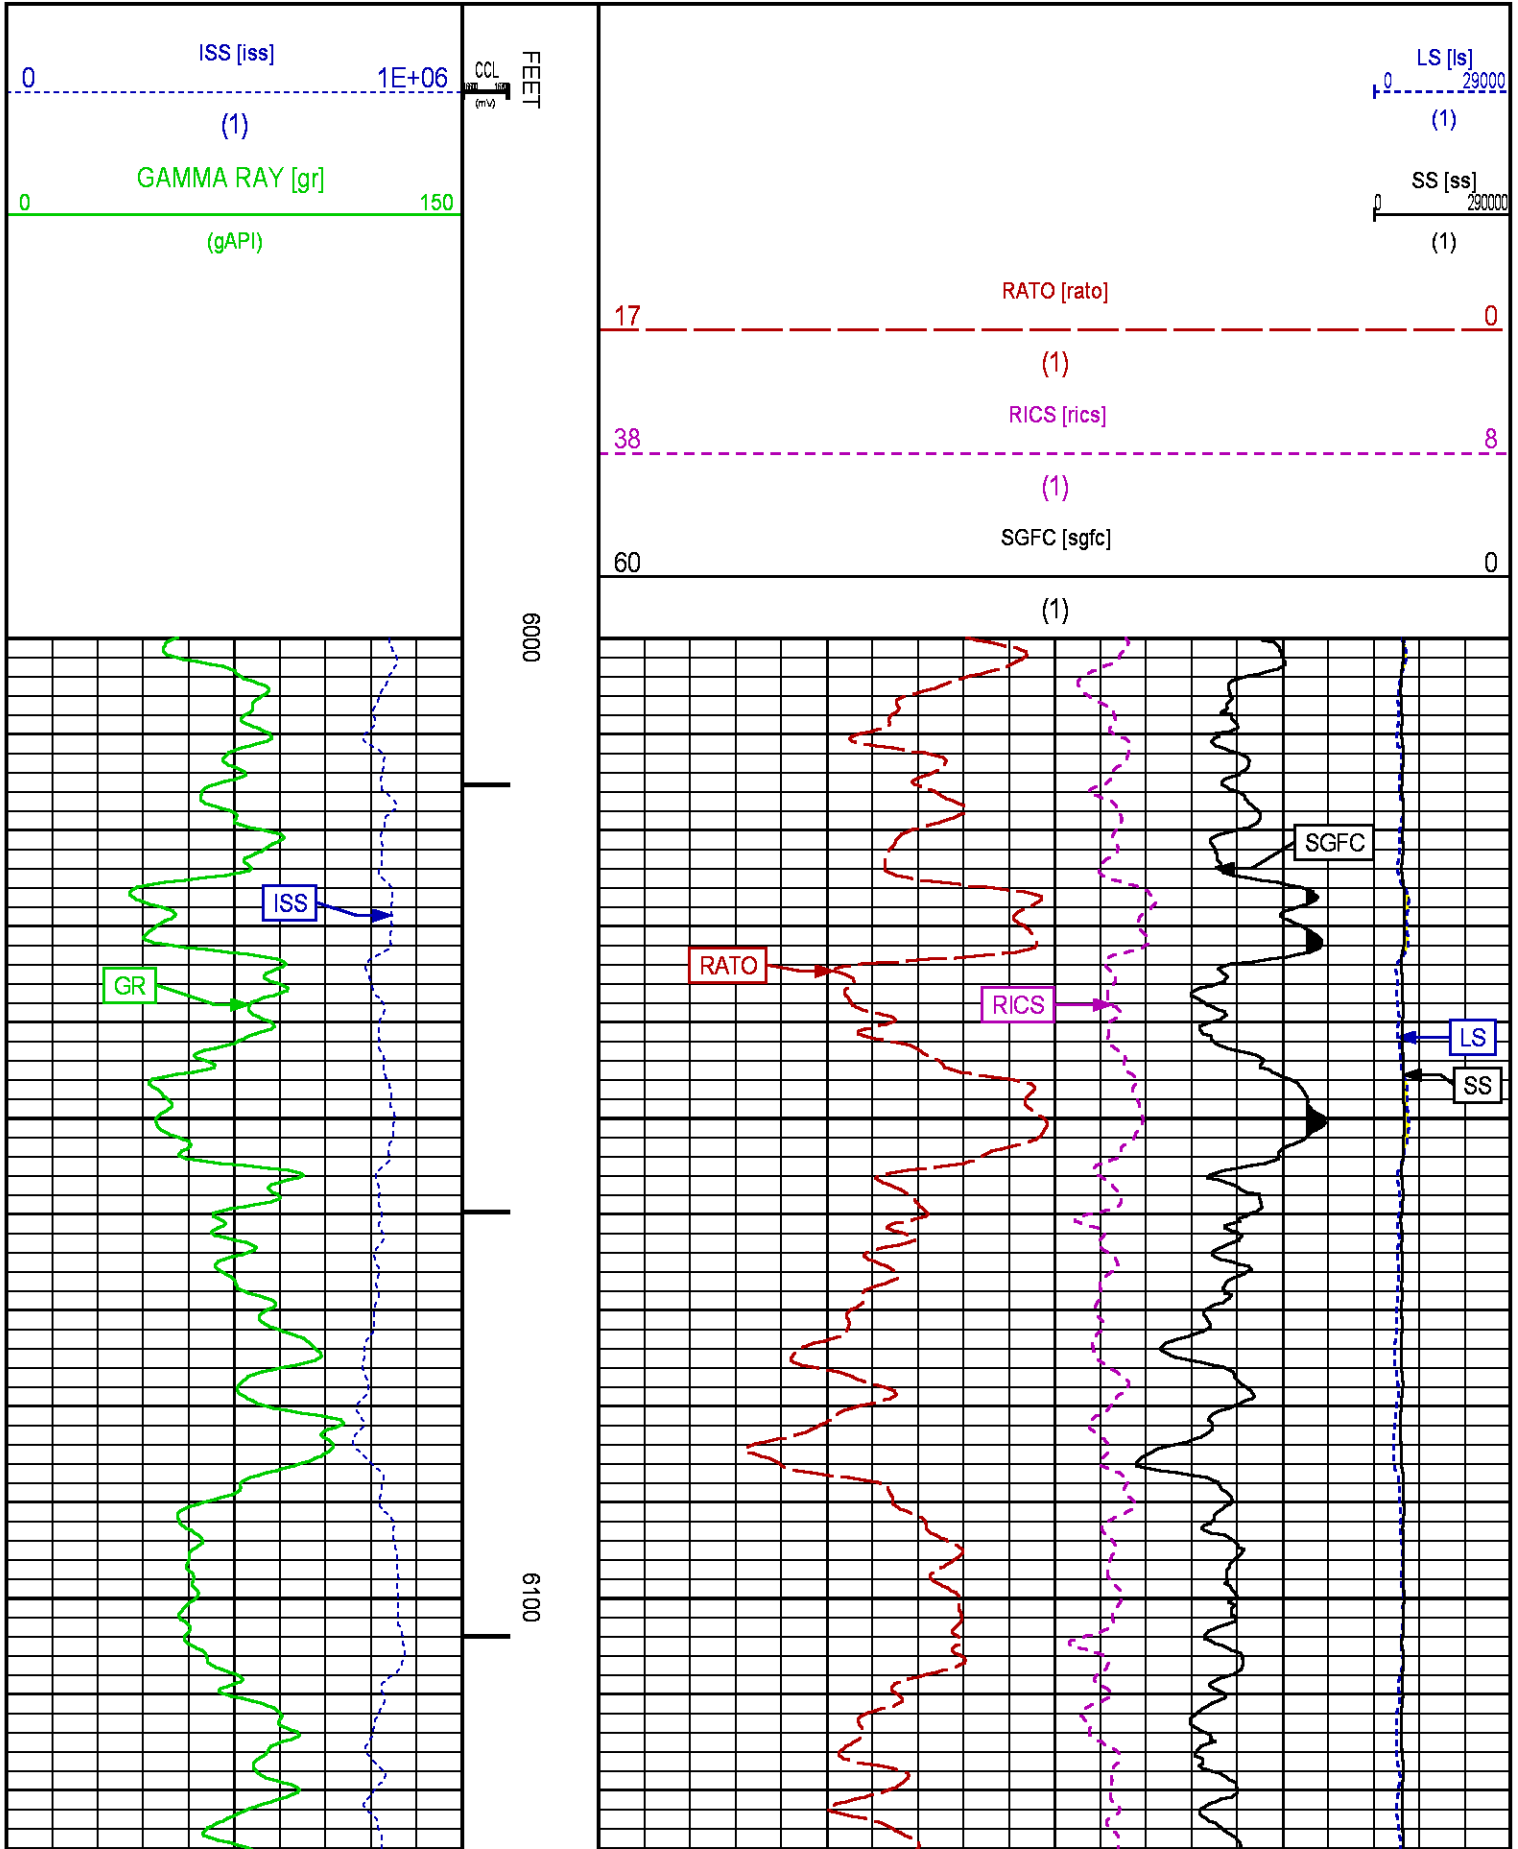 ISS [iss]
0 1E+06
(1)
GAMMA RAY [gr]
0 150
(gAPI)
CCL
(mV)
FEET
LS [ls]
0 29000
(1)
SS [ss]
0 290000
(1)
RATO [rato]
17 0
(1)
RICS [rics]
38 8
(1)
SGFC [sgfc]
60 0
(1)
6000
SGFC
ISS
RATO
GR
RICS
LS
SS
6100